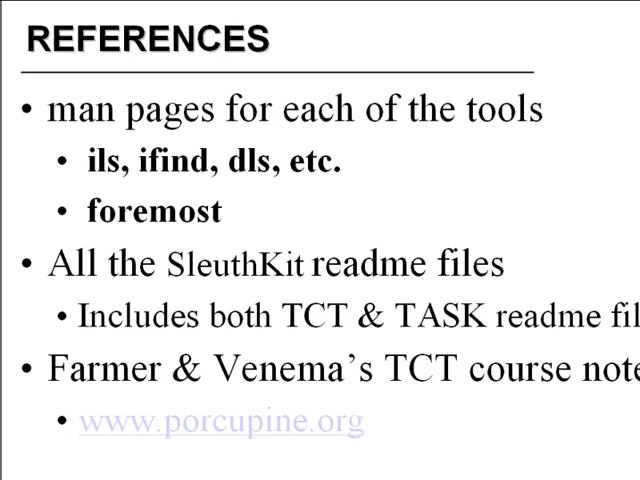 REFERENCES
• man pages for each of the tools
• ils, ifind, dls, etc.
• foremost
• All the SleuthKit readme files
• Includes both TCT & TASK readme fil
• Farmer & Venema’s TCT course note
• www.porcupine.org